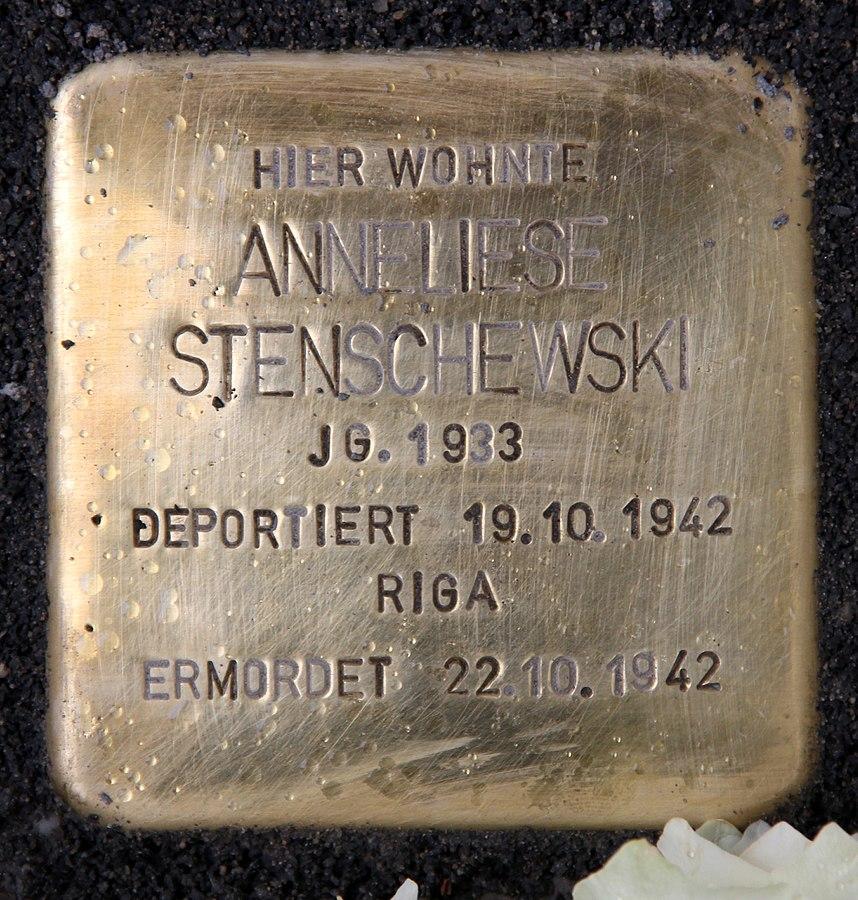 HIER WOHNTE
ANNELIESE
STENSCHEWSKI
JG. 1933
DEPORTIERT 19.10.1942
RIGA
ERMORDET 22.10.1942